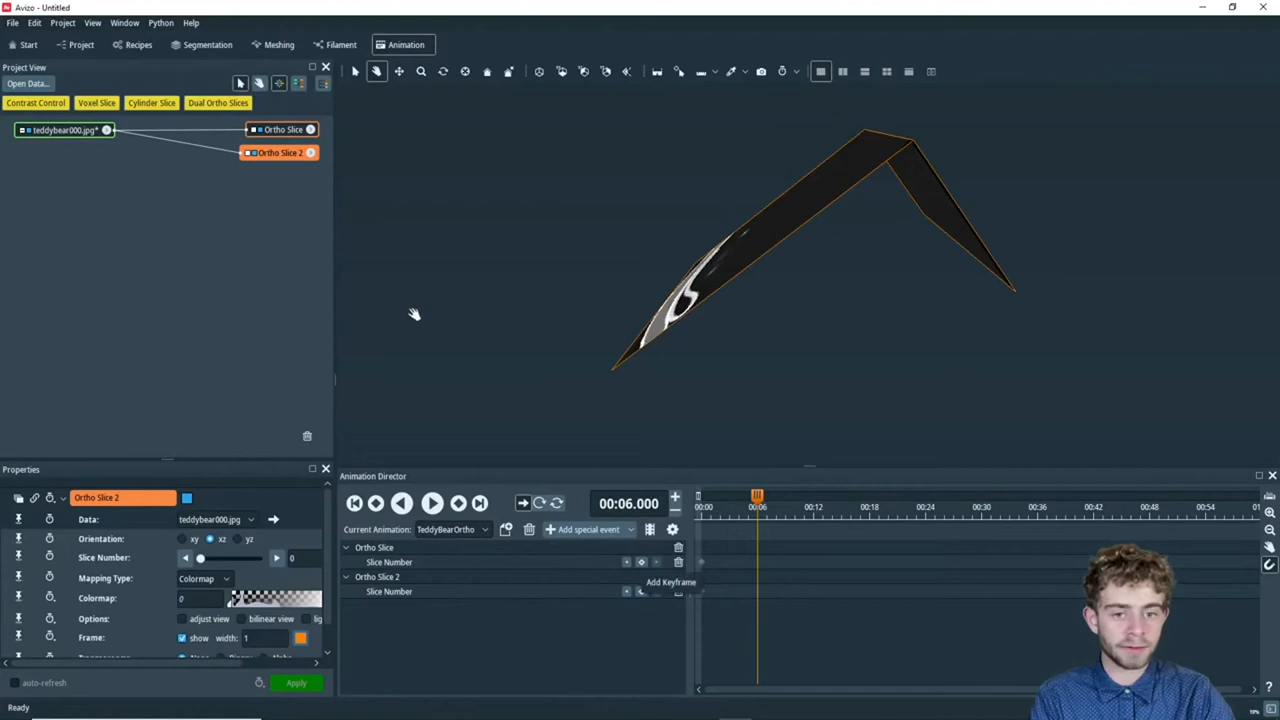 Avizo - Untitled
File Edit Project View Window Python Help
Start Project Recipes Segmentation Meshing Filament Animation
Project View
Open Data...
Contrast Control Voxel Slice Cylinder Slice Dual Ortho Slices
teddybear000.jpg* Ortho Slice
Ortho Slice 2
Properties
Ortho Slice 2
Data: teddybear000.jpg
Orientation: xy xz yz
Slice Number: 0
Mapping Type: Colormap
Colormap: 0
Options: adjust view bilinear view lig
Frame: show width: 1
auto-refresh Apply
Ready
Animation Director
00:06.000
00:00 00:06 00:12 00:18 00:24 00:30 00:36 00:42 00:48 00:54 01
Current Animation: TeddyBearOrtho Add special event
Ortho Slice
Slice Number
Ortho Slice 2
Add Keyframe
Slice Number